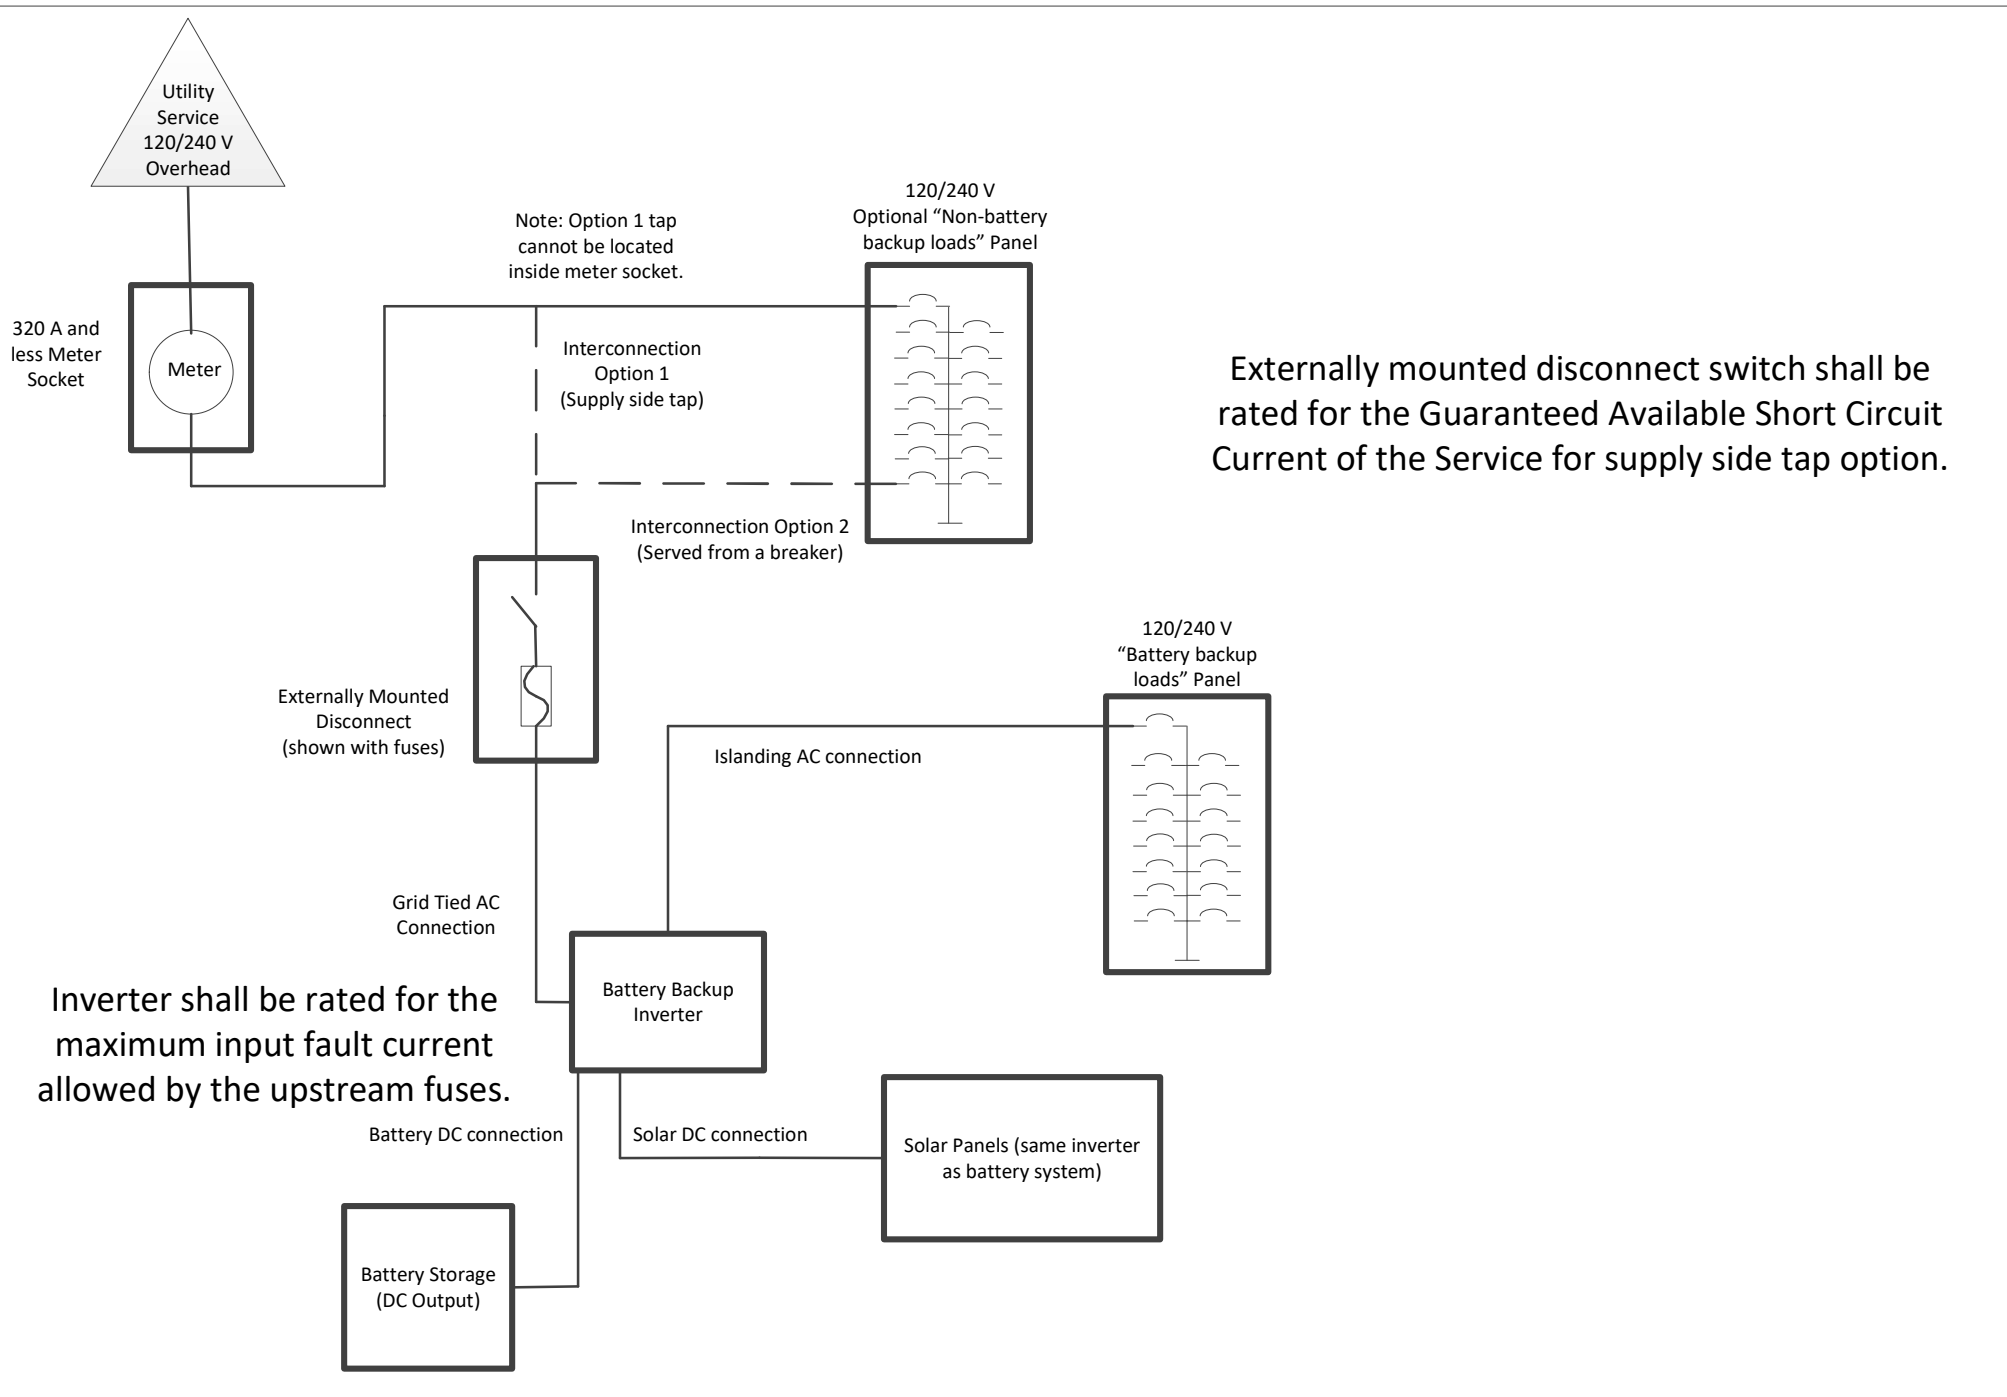 Utility
Service
120/240 V
Overhead
320 A and
less Meter
Socket
Meter
Note: Option 1 tap
cannot be located
inside meter socket.
120/240 V
Optional “Non-battery
backup loads” Panel
Interconnection
Option 1
(Supply side tap)
Externally mounted disconnect switch shall be
rated for the Guaranteed Available Short Circuit
Current of the Service for supply side tap option.
Interconnection Option 2
(Served from a breaker)
Externally Mounted
Disconnect
(shown with fuses)
120/240 V
“Battery backup
loads” Panel
Islanding AC connection
Grid Tied AC
Connection
Inverter shall be rated for the
maximum input fault current
allowed by the upstream fuses.
Battery Backup
Inverter
Battery DC connection
Solar DC connection
Solar Panels (same inverter
as battery system)
Battery Storage
(DC Output)